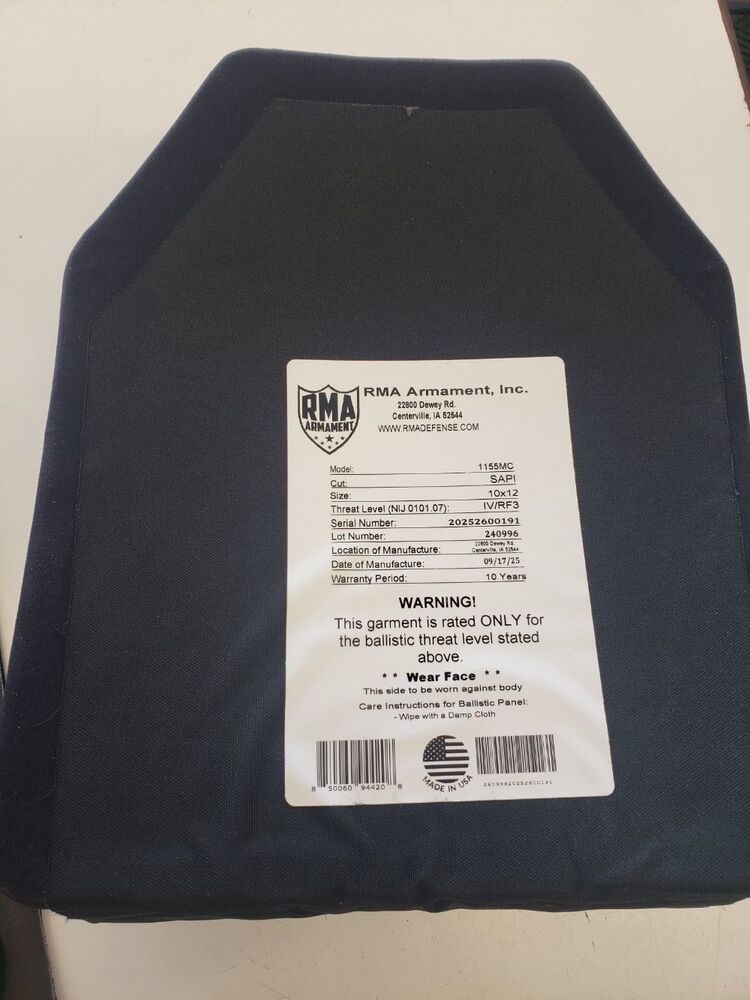 RMA
ARMAMENT
RMA Armament, Inc.
22800 Dewey Rd.
Centerville, IA 52544
WWW.RMADEFENSE.COM
Model: 1155MC
Cut: SAPI
Size: 10x12
Threat Level (NIJ 0101.07): IV/RF3
Serial Number: 20252600191
Lot Number: 240996
Location of Manufacture: 22800 Dewey Rd.
Centerville, IA 52544
Date of Manufacture: 09/17/25
Warranty Period: 10 Years
WARNING!
This garment is rated ONLY for
the ballistic threat level stated
above.
** Wear Face **
This side to be worn against body
Care Instructions for Ballistic Panel:
- Wipe with a Damp Cloth
MADE IN USA
8 50060 94420 8
24099620252600191